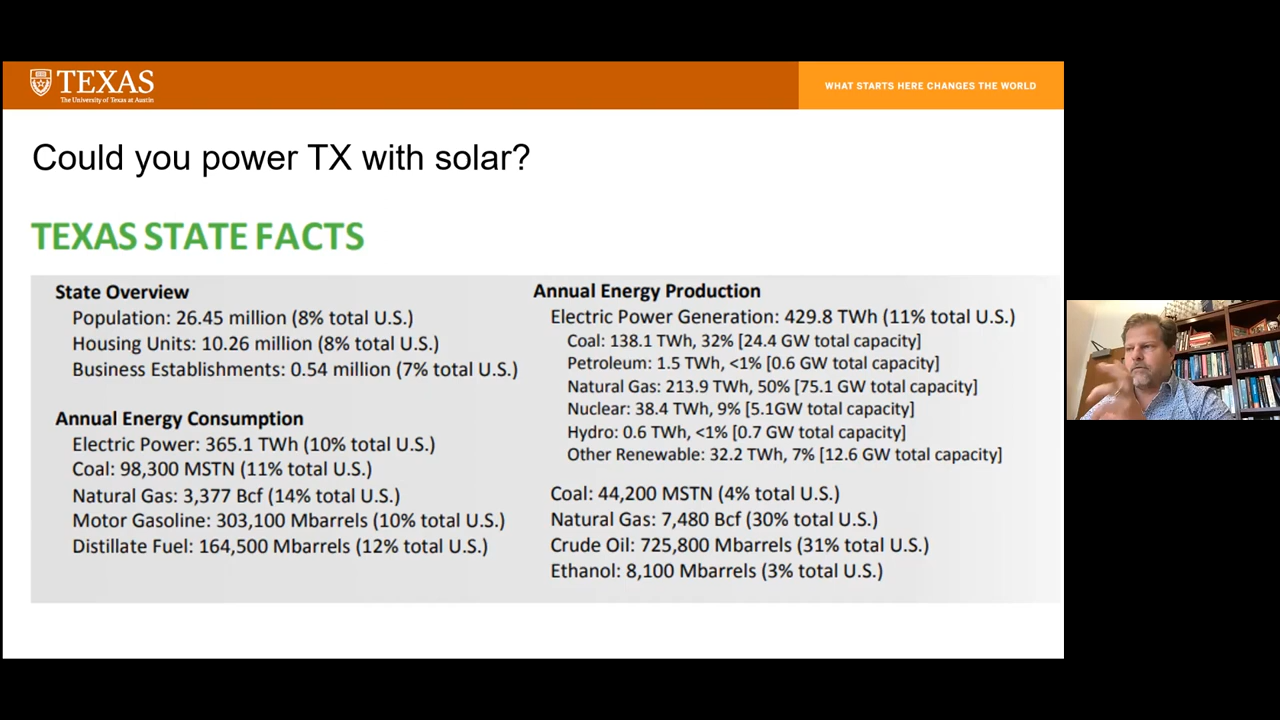 TEXAS
The University of Texas at Austin
WHAT STARTS HERE CHANGES THE WORLD
Could you power TX with solar?
TEXAS STATE FACTS
State Overview
Population: 26.45 million (8% total U.S.)
Housing Units: 10.26 million (8% total U.S.)
Business Establishments: 0.54 million (7% total U.S.)
Annual Energy Consumption
Electric Power: 365.1 TWh (10% total U.S.)
Coal: 98,300 MSTN (11% total U.S.)
Natural Gas: 3,377 Bcf (14% total U.S.)
Motor Gasoline: 303,100 Mbarrels (10% total U.S.)
Distillate Fuel: 164,500 Mbarrels (12% total U.S.)
Annual Energy Production
Electric Power Generation: 429.8 TWh (11% total U.S.)
Coal: 138.1 TWh, 32% [24.4 GW total capacity]
Petroleum: 1.5 TWh, <1% [0.6 GW total capacity]
Natural Gas: 213.9 TWh, 50% [75.1 GW total capacity]
Nuclear: 38.4 TWh, 9% [5.1GW total capacity]
Hydro: 0.6 TWh, <1% [0.7 GW total capacity]
Other Renewable: 32.2 TWh, 7% [12.6 GW total capacity]
Coal: 44,200 MSTN (4% total U.S.)
Natural Gas: 7,480 Bcf (30% total U.S.)
Crude Oil: 725,800 Mbarrels (31% total U.S.)
Ethanol: 8,100 Mbarrels (3% total U.S.)